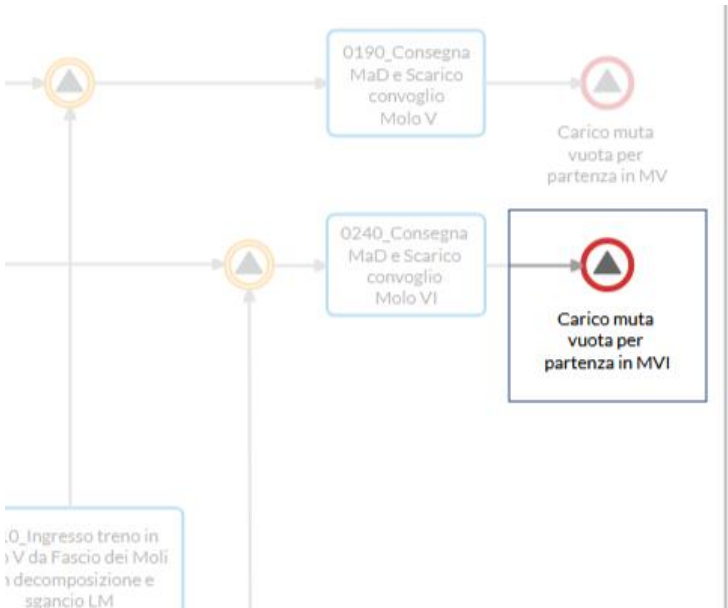 0190_Consegna
MaD e Scarico
convoglio
Molo V
Carico muta
vuota per
partenza in MV
0240_Consegna
MaD e Scarico
convoglio
Molo VI
Carico muta
vuota per
partenza in MVI
.0_Ingresso treno in
V da Fascio dei Moli
decomposizione e
sgancio LM